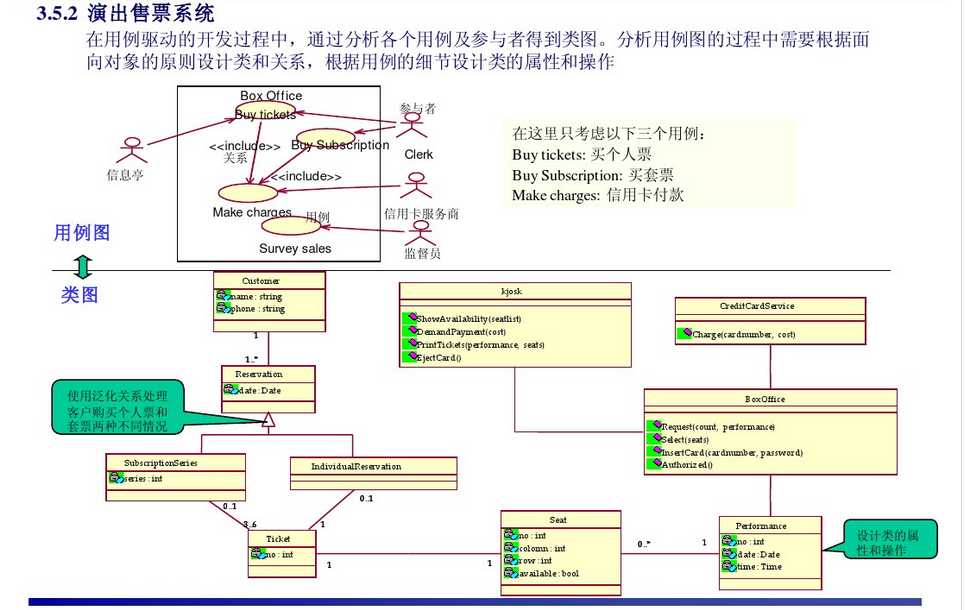 3.5.2 演出售票系统
在用例驱动的开发过程中，通过分析各个用例及参与者得到类图。分析用例图的过程中需要根据面
向对象的原则设计类和关系，根据用例的细节设计类的属性和操作
Box Office
Buy tickets
参与者
<<include>>
关系
Buy Subscription
Clerk
信息亭
<<include>>
Make charges
用例
信用卡服务商
Survey sales
监督员
在这里只考虑以下三个用例：
Buy tickets: 买个人票
Buy Subscription: 买套票
Make charges: 信用卡付款
用例图
类图
Customer
name : string
phone : string
1
1..*
Reservation
date : Date
kjosk
ShowAvailability(seatlist)
DemandPayment(cost)
PrintTickets(performance, seats)
EjectCard()
CreditCardService
Charge(cardnumber, cost)
BoxOffice
Request(count, performance)
Select(seats)
InsertCard(cardnumber, password)
Authorized()
使用泛化关系处理
客户购买个人票和
套票两种不同情况
SubscriptionSeries
series : int
IndividualReservation
0..1
0..1
3..6
1
Ticket
no : int
1
1
Seat
no : int
colomn : int
row : int
available : bool
0..*
1
Performance
no : int
date : Date
time : Time
设计类的属
性和操作